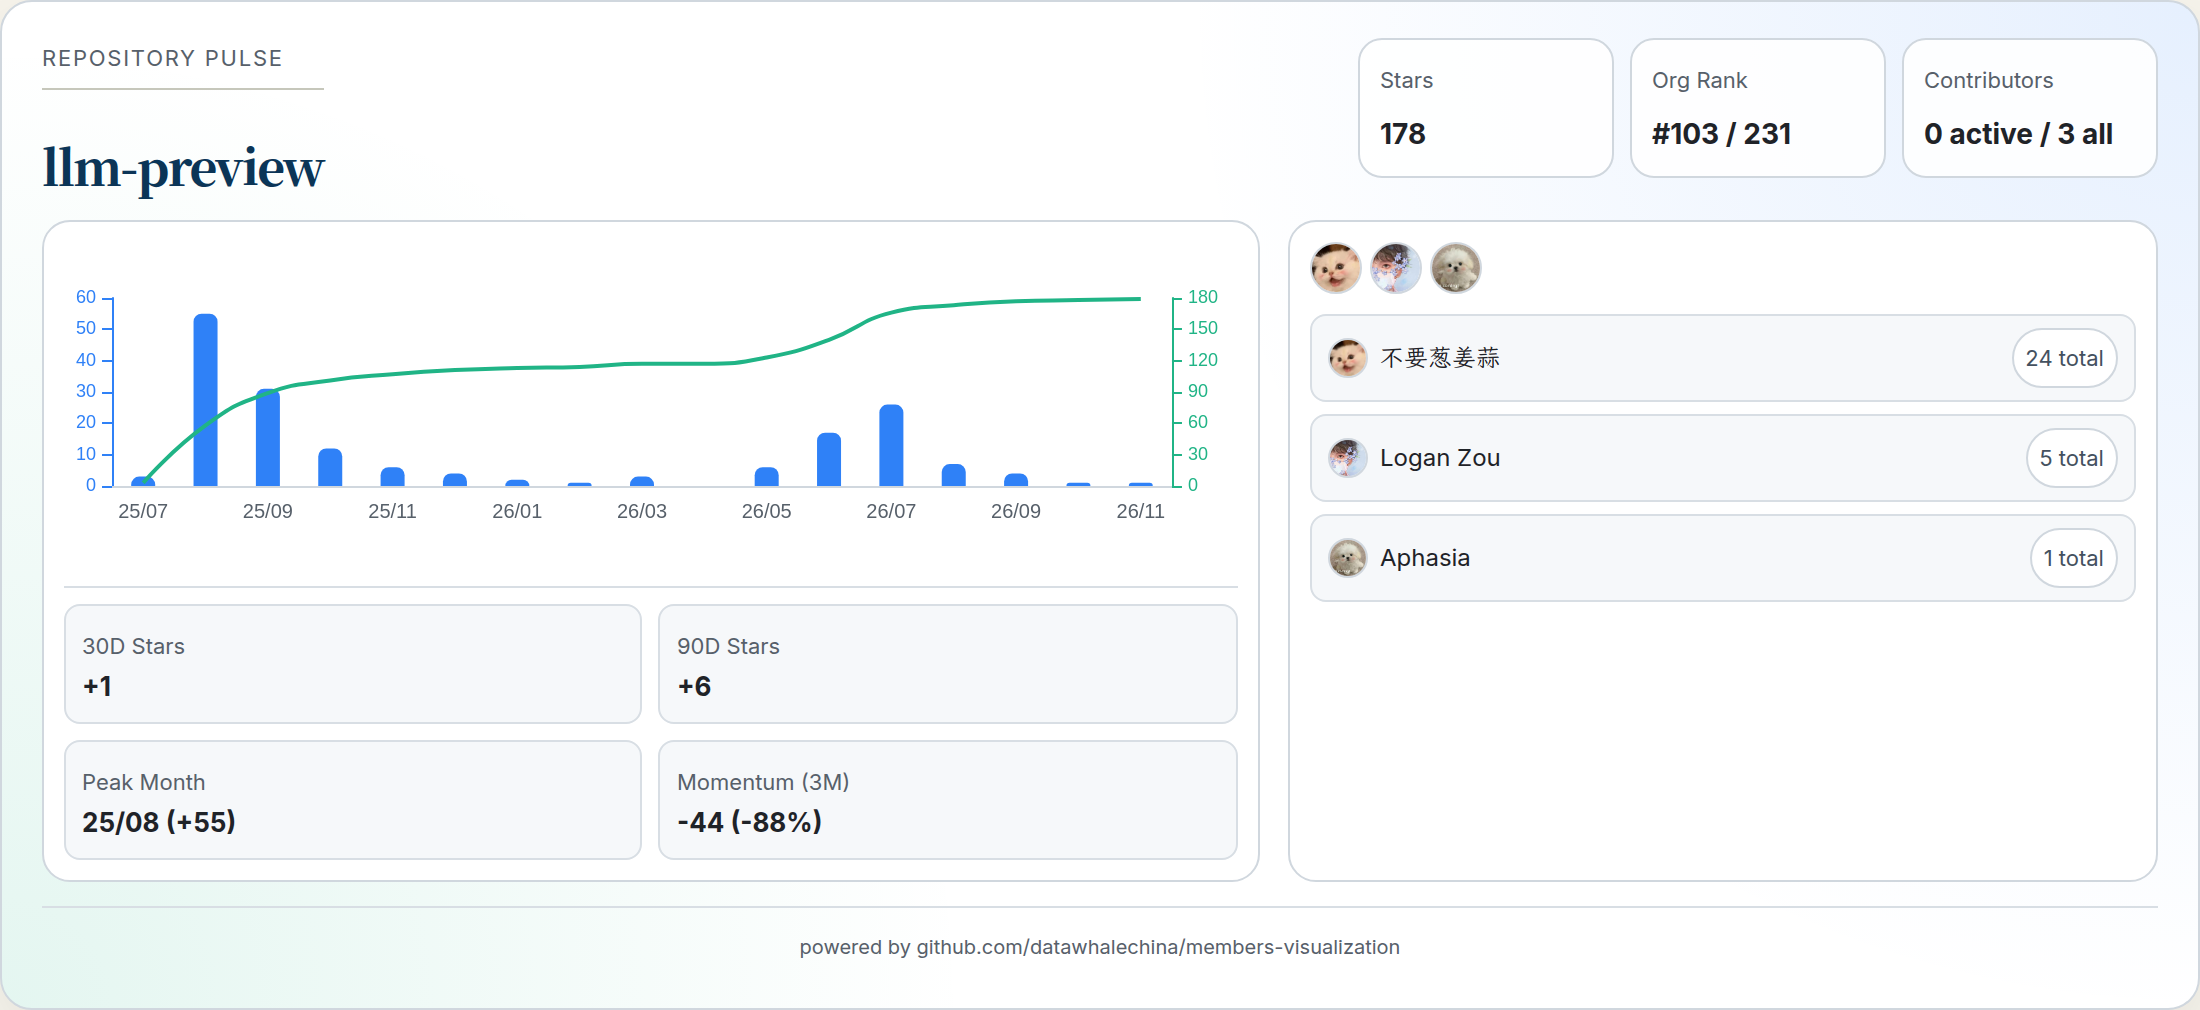 REPOSITORY PULSE
llm-preview
Stars
178
Org Rank
#103 / 231
Contributors
0 active / 3 all
60
50
40
30
20
10
0
180
150
120
90
60
30
0
25/07
25/09
25/11
26/01
26/03
26/05
26/07
26/09
26/11
30D Stars
+1
90D Stars
+6
Peak Month
25/08 (+55)
Momentum (3M)
-44 (-88%)
不要葱姜蒜
24 total
Logan Zou
5 total
Aphasia
1 total
powered by github.com/datawhalechina/members-visualization